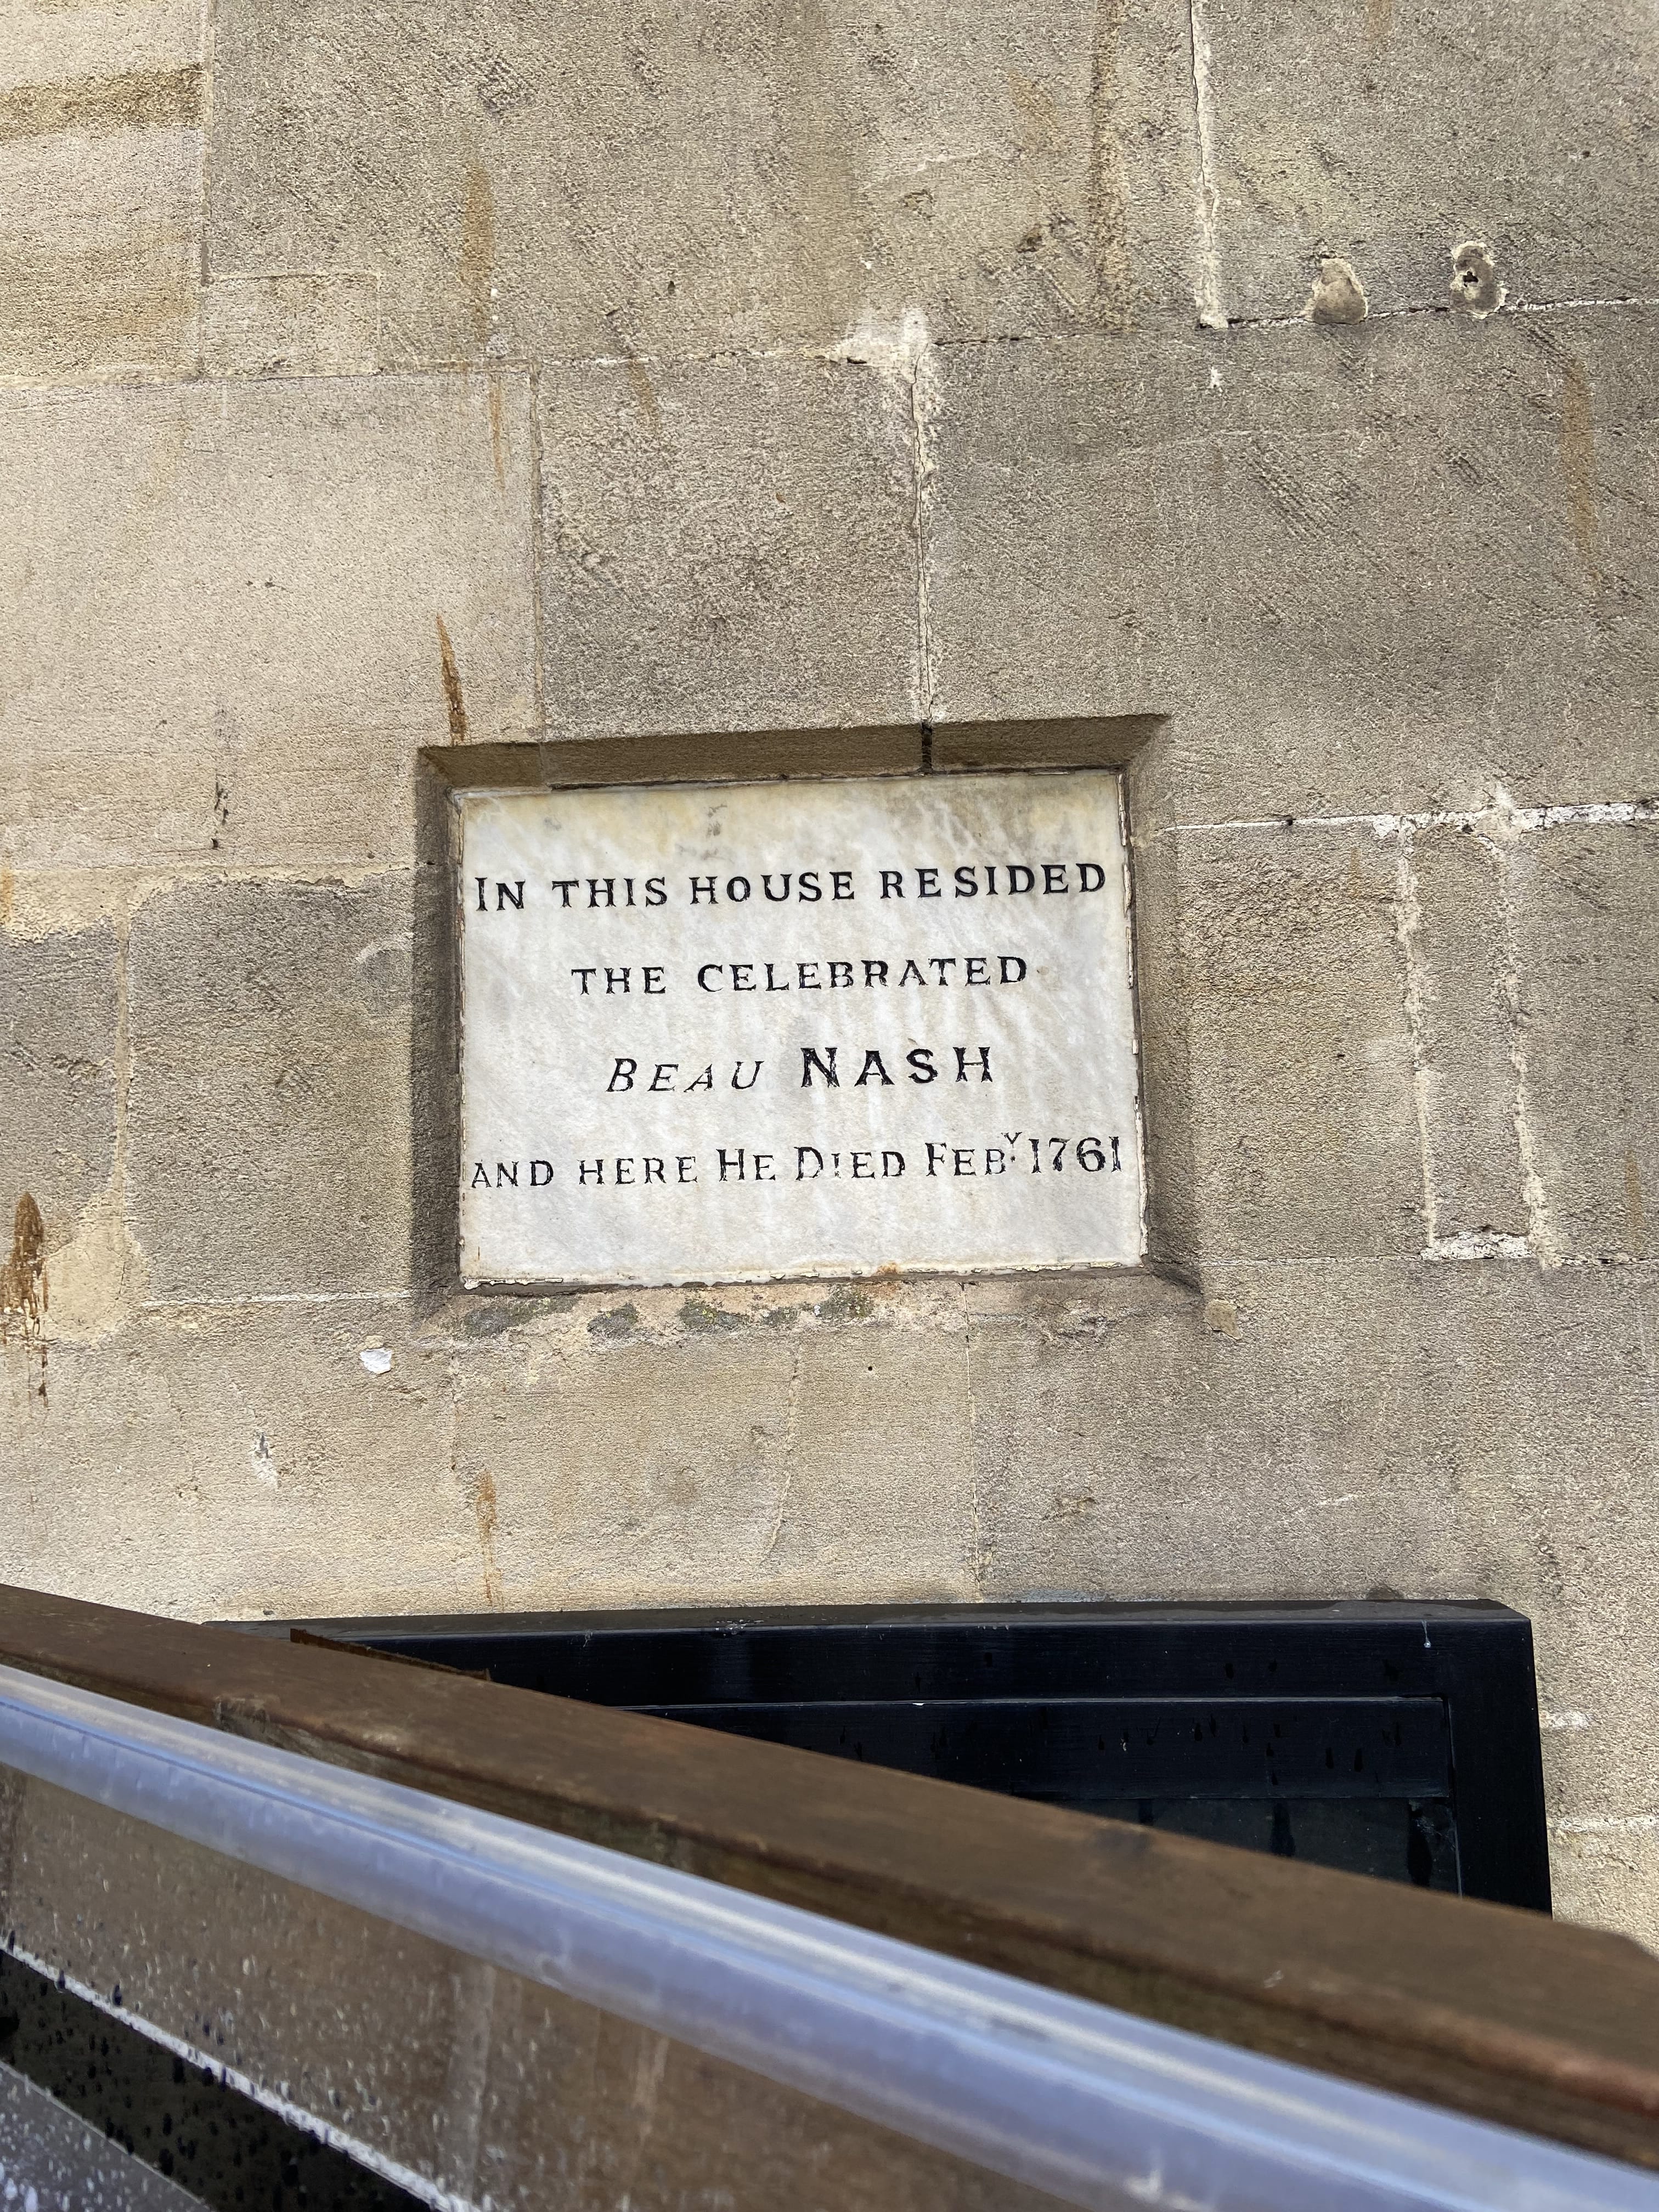 IN THIS HOUSE RESIDED
THE CELEBRATED
BEAU NASH
AND HERE HE DIED FEBY 1761